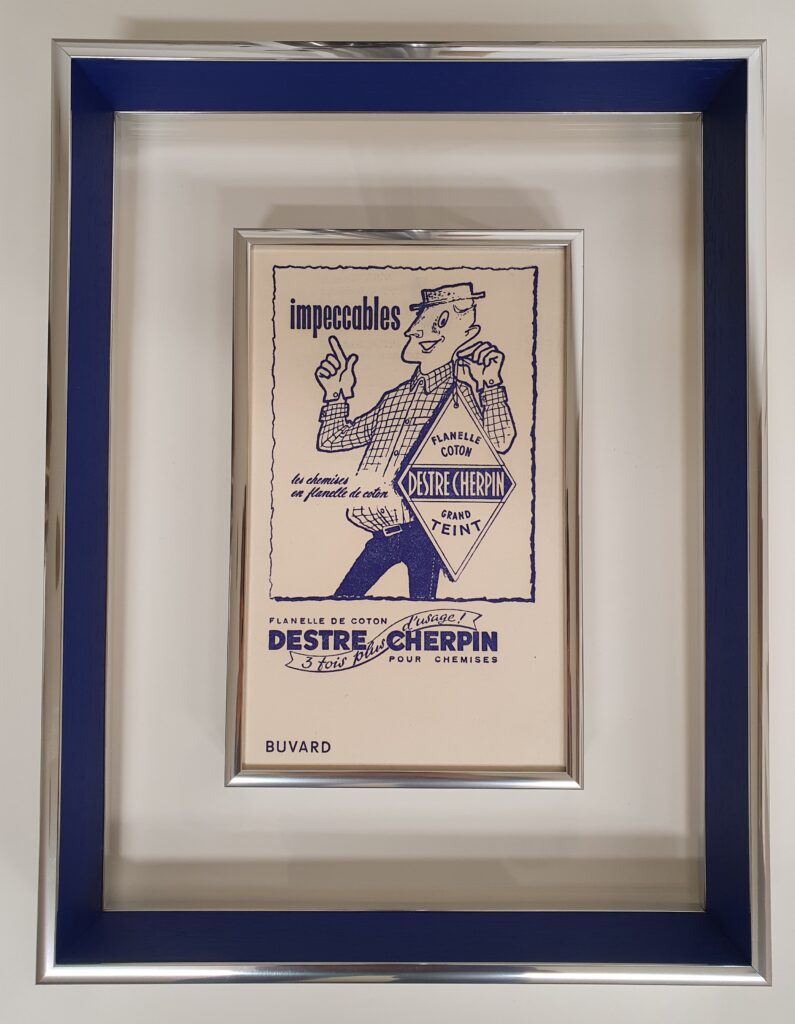 impeccables
FLANELLE
COTON
DESTRE CHERPIN
GRAND
TEINT
les chemises
en flanelle de coton
FLANELLE DE COTON
DESTRE CHERPIN
3 fois plus d'usage!
POUR CHEMISES
BUVARD